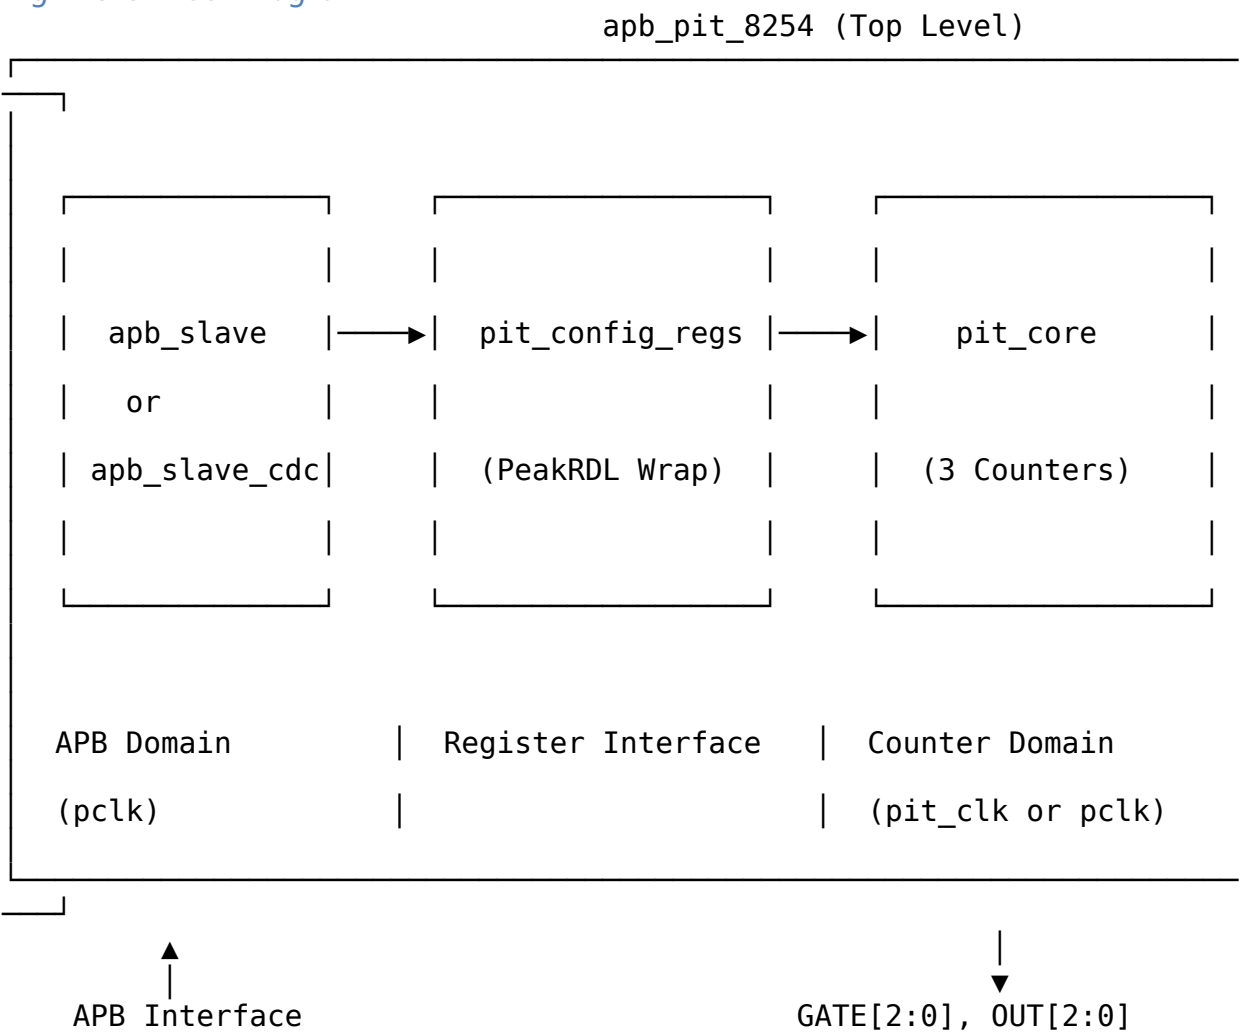 apb_pit_8254 (Top Level)
apb_slave pit_config_regs pit_core
or
apb_slave_cdc (PeakRDL Wrap) (3 Counters)
APB Domain Register Interface Counter Domain
(pclk) (pit_clk or pclk)
APB Interface GATE[2:0], OUT[2:0]